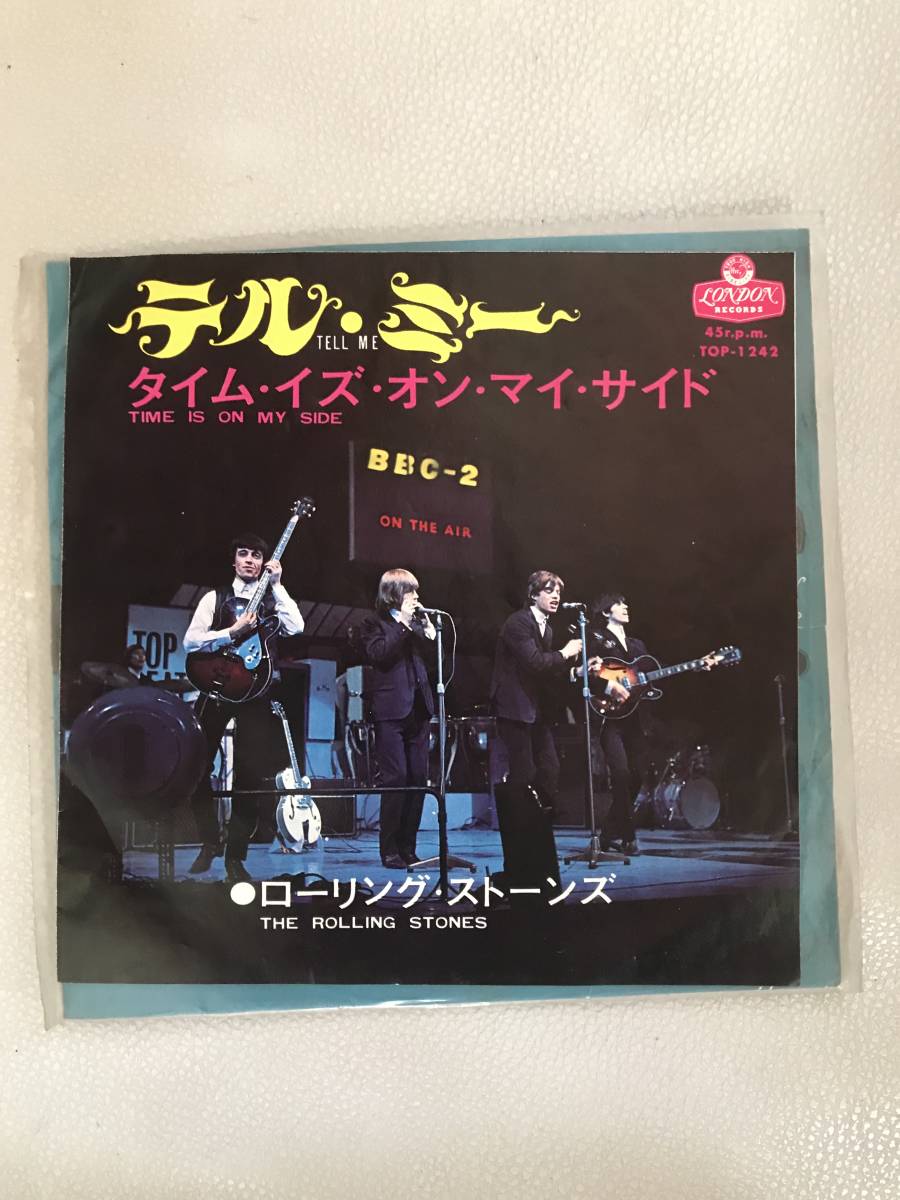 テル・ミー
TELL ME
LONDON
RECORDS
45r.p.m.
TOP-1242
タイム・イズ・オン・マイ・サイド
TIME IS ON MY SIDE
BBC-2
ON THE AIR
TOP
●ローリング・ストーンズ
THE ROLLING STONES